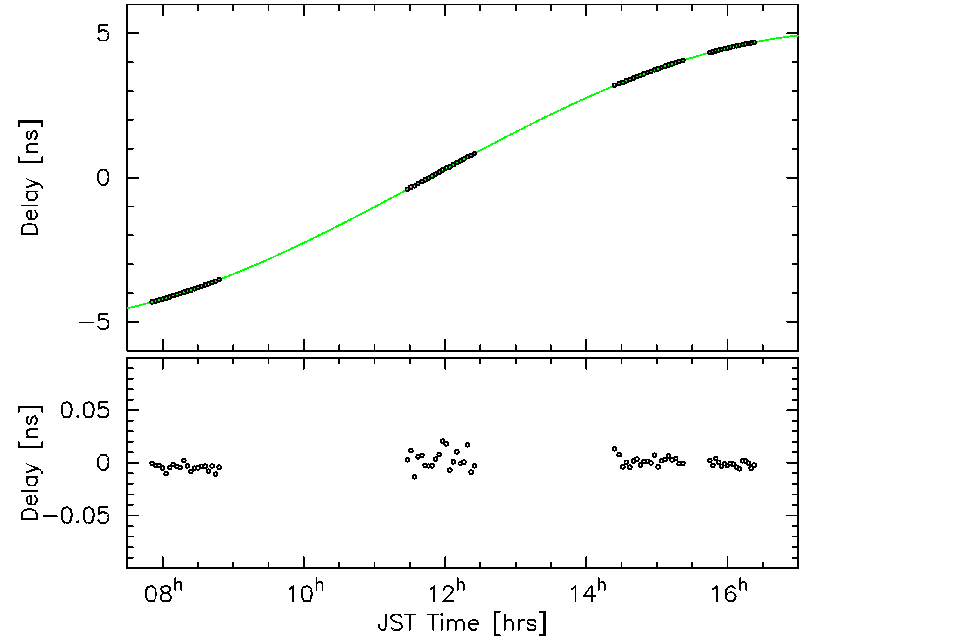 5
0
−5
Delay [ns]
0.05
0
−0.05
Delay [ns]
08h 10h 12h 14h 16h
JST Time [hrs]